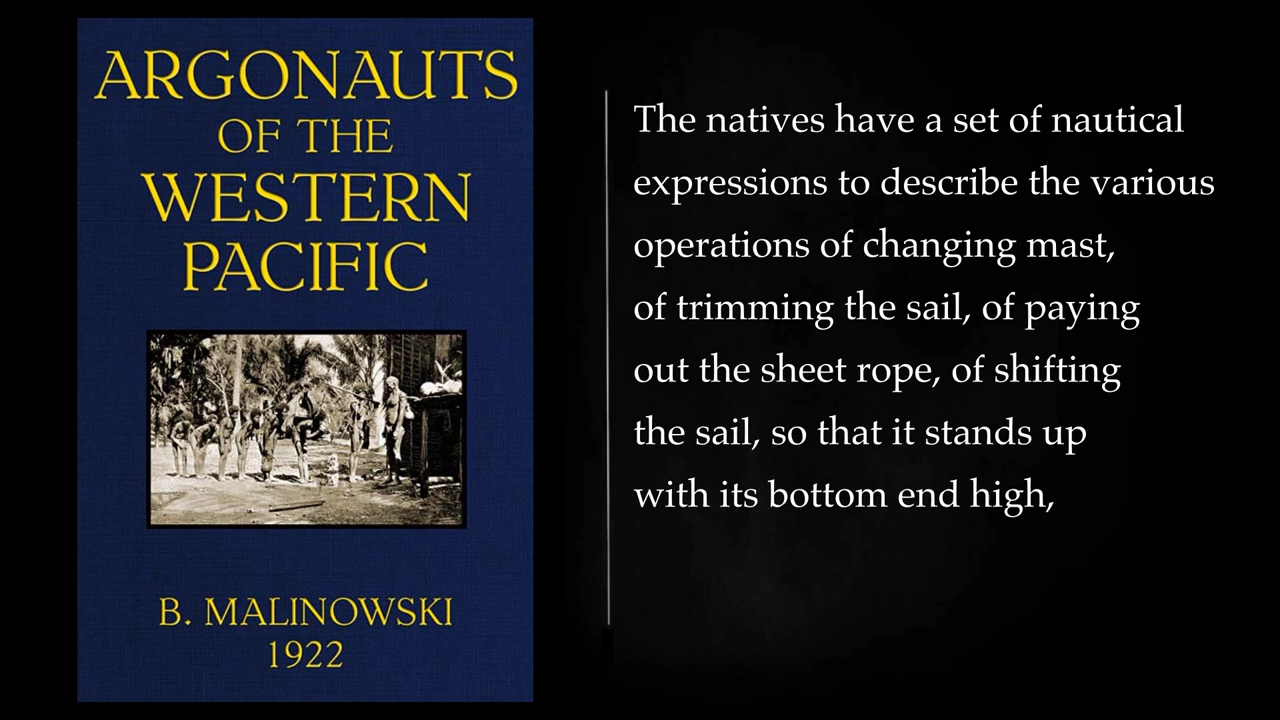 ARGONAUTS
OF THE
WESTERN
PACIFIC
B. MALINOWSKI
1922
The natives have a set of nautical
expressions to describe the various
operations of changing mast,
of trimming the sail, of paying
out the sheet rope, of shifting
the sail, so that it stands up
with its bottom end high,